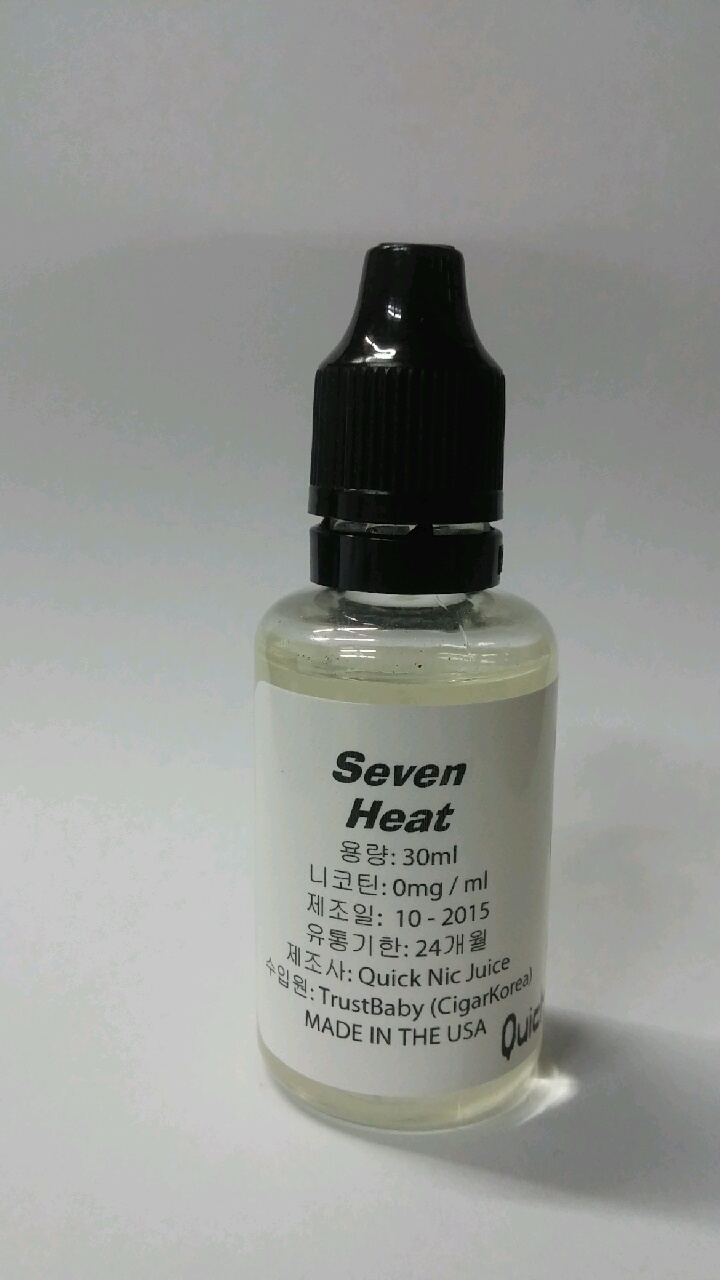 Seven
Heat
용량: 30ml
니코틴: 0mg / ml
제조일: 10 - 2015
유통기한: 24개월
제조사: Quick Nic Juice
수입원: TrustBaby (CigarKorea)
MADE IN THE USA